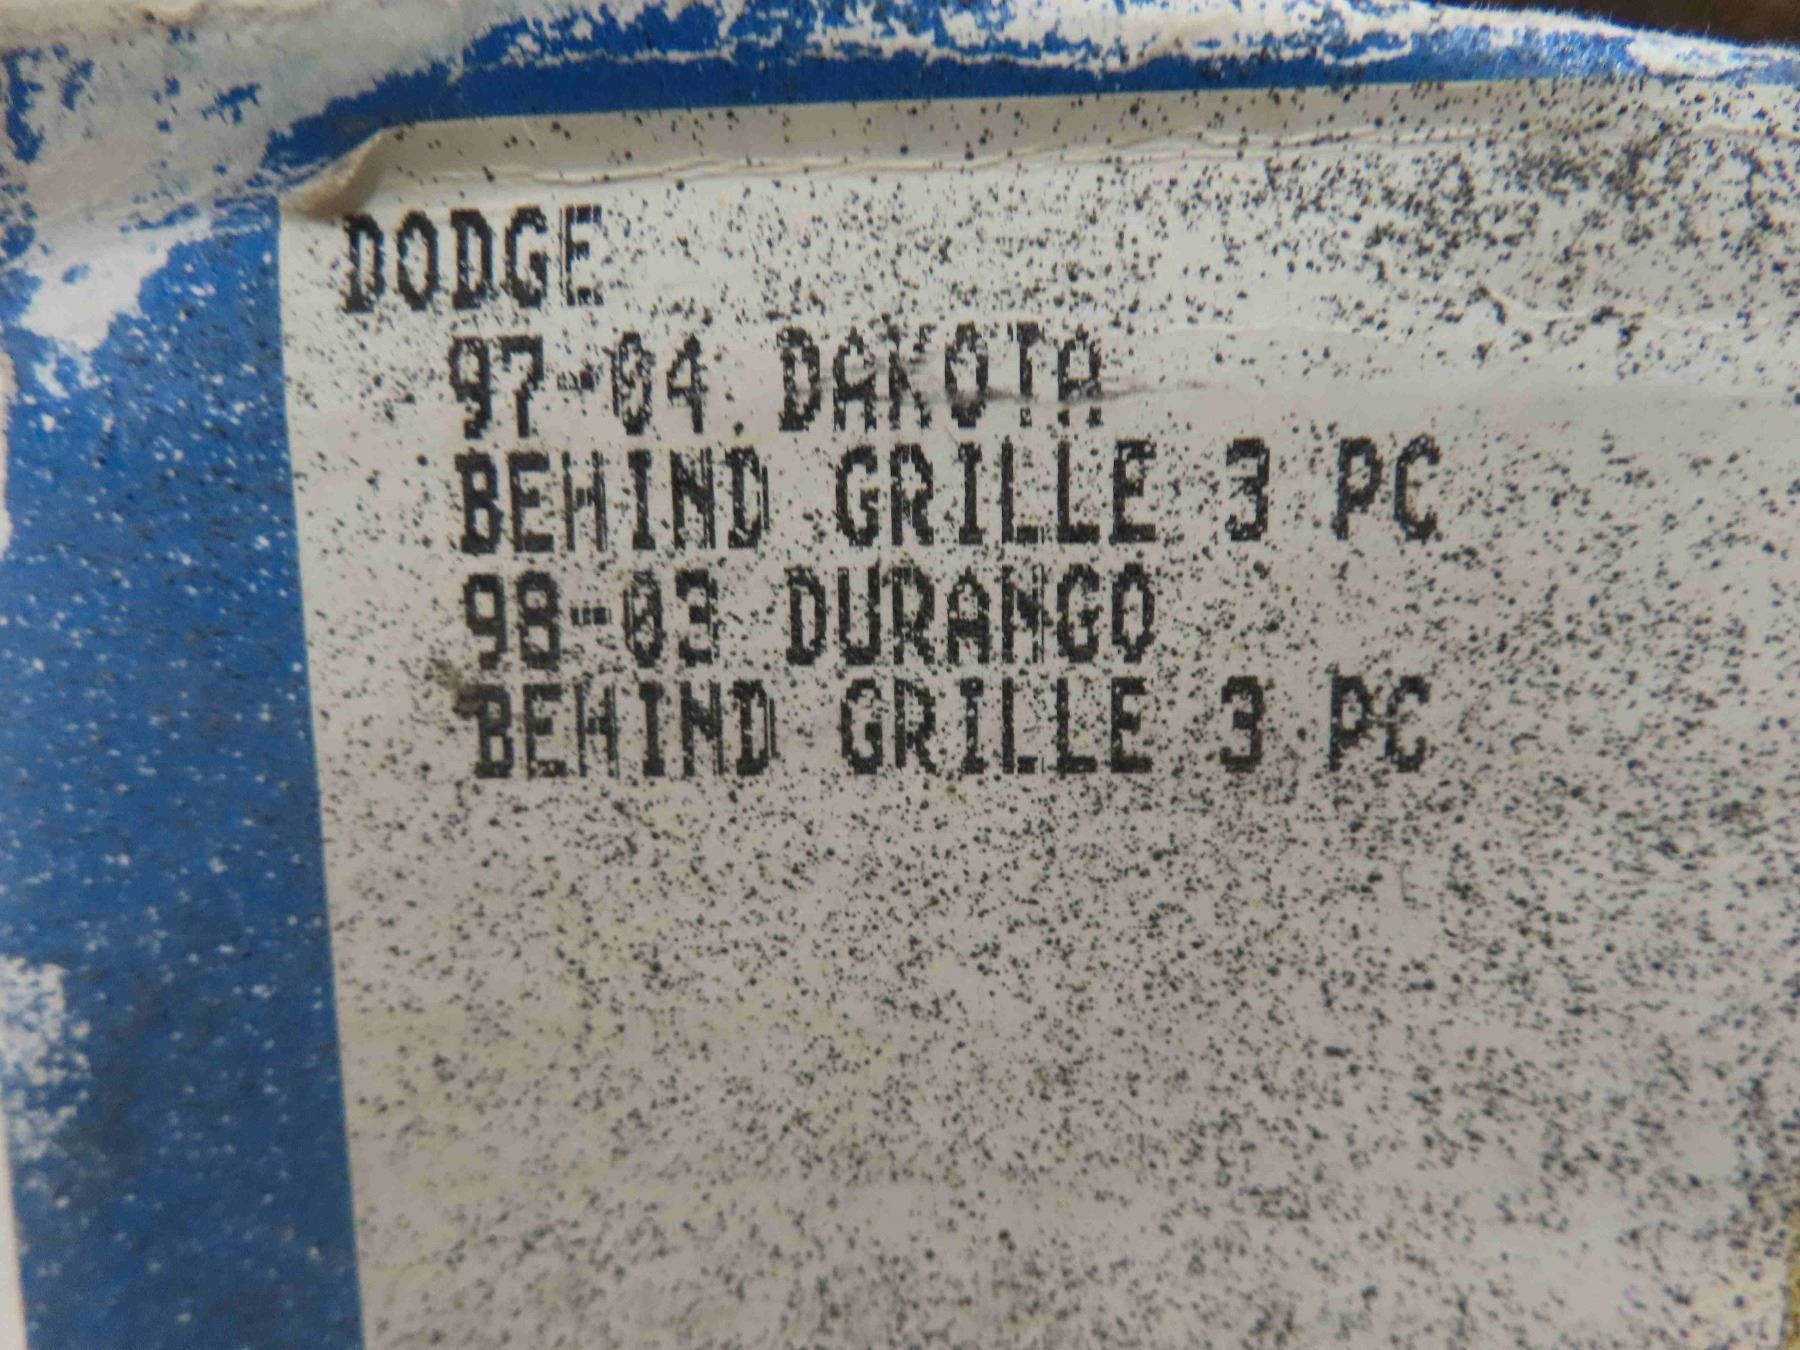 DODGE
97-04 DAKOTA
BEHIND GRILLE 3 PC
98-03 DURANGO
BEHIND GRILLE 3 PC